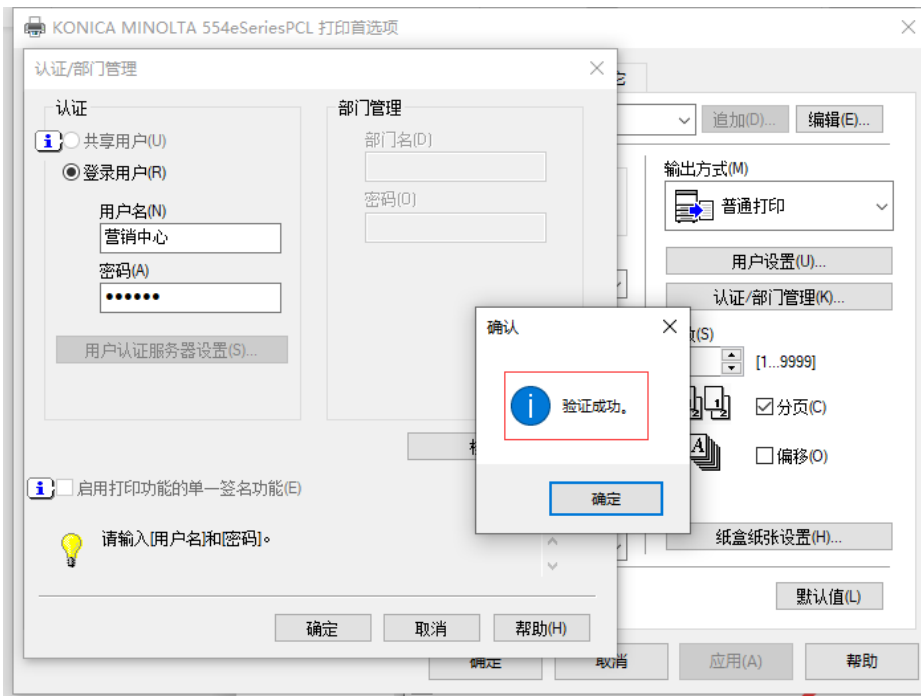 KONICA MINOLTA 554eSeriesPCL 打印首选项
认证/部门管理
认证
共享用户(U)
登录用户(R)
用户名(N)
营销中心
密码(A)
••••••
用户认证服务器设置(S)...
部门管理
部门名(D)
密码(O)
启用打印功能的单一签名功能(E)
请输入[用户名]和[密码]。
确定
取消
帮助(H)
确认
验证成功。
确定
追加(D)...
编辑(E)...
输出方式(M)
普通打印
用户设置(U)...
认证/部门管理(K)...
(S)
[1...9999]
分页(C)
偏移(O)
纸盒纸张设置(H)...
默认值(L)
确定
取消
应用(A)
帮助